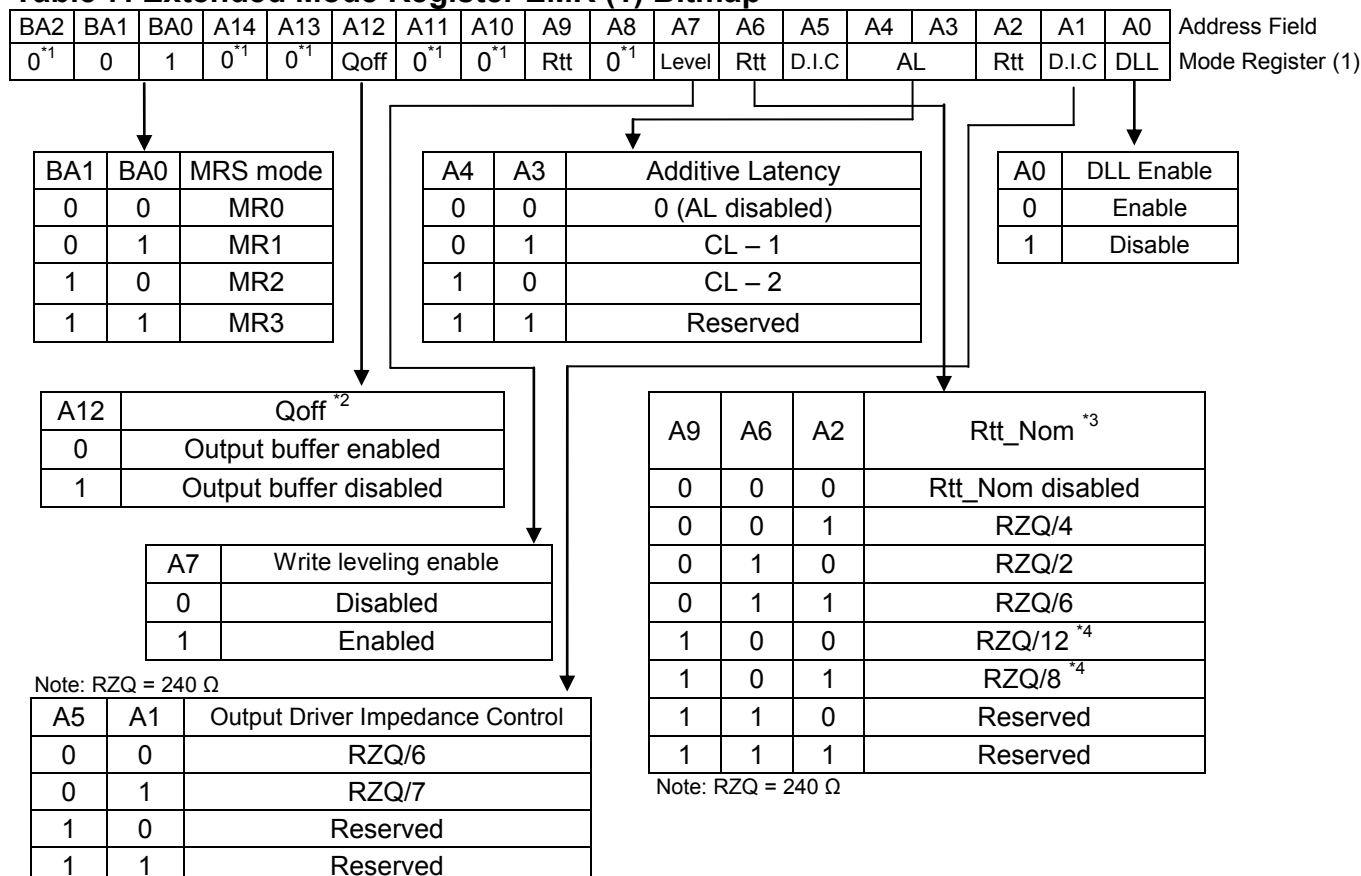 Table 7. Extended Mode Register EMR (1) Bitmap
BA2 BA1 BA0 A14 A13 A12 A11 A10 A9 A8 A7 A6 A5 A4 A3 A2 A1 A0 Address Field
0*1 0 1 0*1 0*1 Qoff 0*1 0*1 Rtt 0*1 Level Rtt D.I.C AL Rtt D.I.C DLL Mode Register (1)
BA1 BA0 MRS mode
0 0 MR0
0 1 MR1
1 0 MR2
1 1 MR3
A4 A3 Additive Latency
0 0 0 (AL disabled)
0 1 CL – 1
1 0 CL – 2
1 1 Reserved
A0 DLL Enable
0 Enable
1 Disable
A12 Qoff *2
0 Output buffer enabled
1 Output buffer disabled
A7 Write leveling enable
0 Disabled
1 Enabled
A9 A6 A2 Rtt_Nom *3
0 0 0 Rtt_Nom disabled
0 0 1 RZQ/4
0 1 0 RZQ/2
0 1 1 RZQ/6
1 0 0 RZQ/12 *4
1 0 1 RZQ/8 *4
1 1 0 Reserved
1 1 1 Reserved
Note: RZQ = 240 Ω
Note: RZQ = 240 Ω
A5 A1 Output Driver Impedance Control
0 0 RZQ/6
0 1 RZQ/7
1 0 Reserved
1 1 Reserved